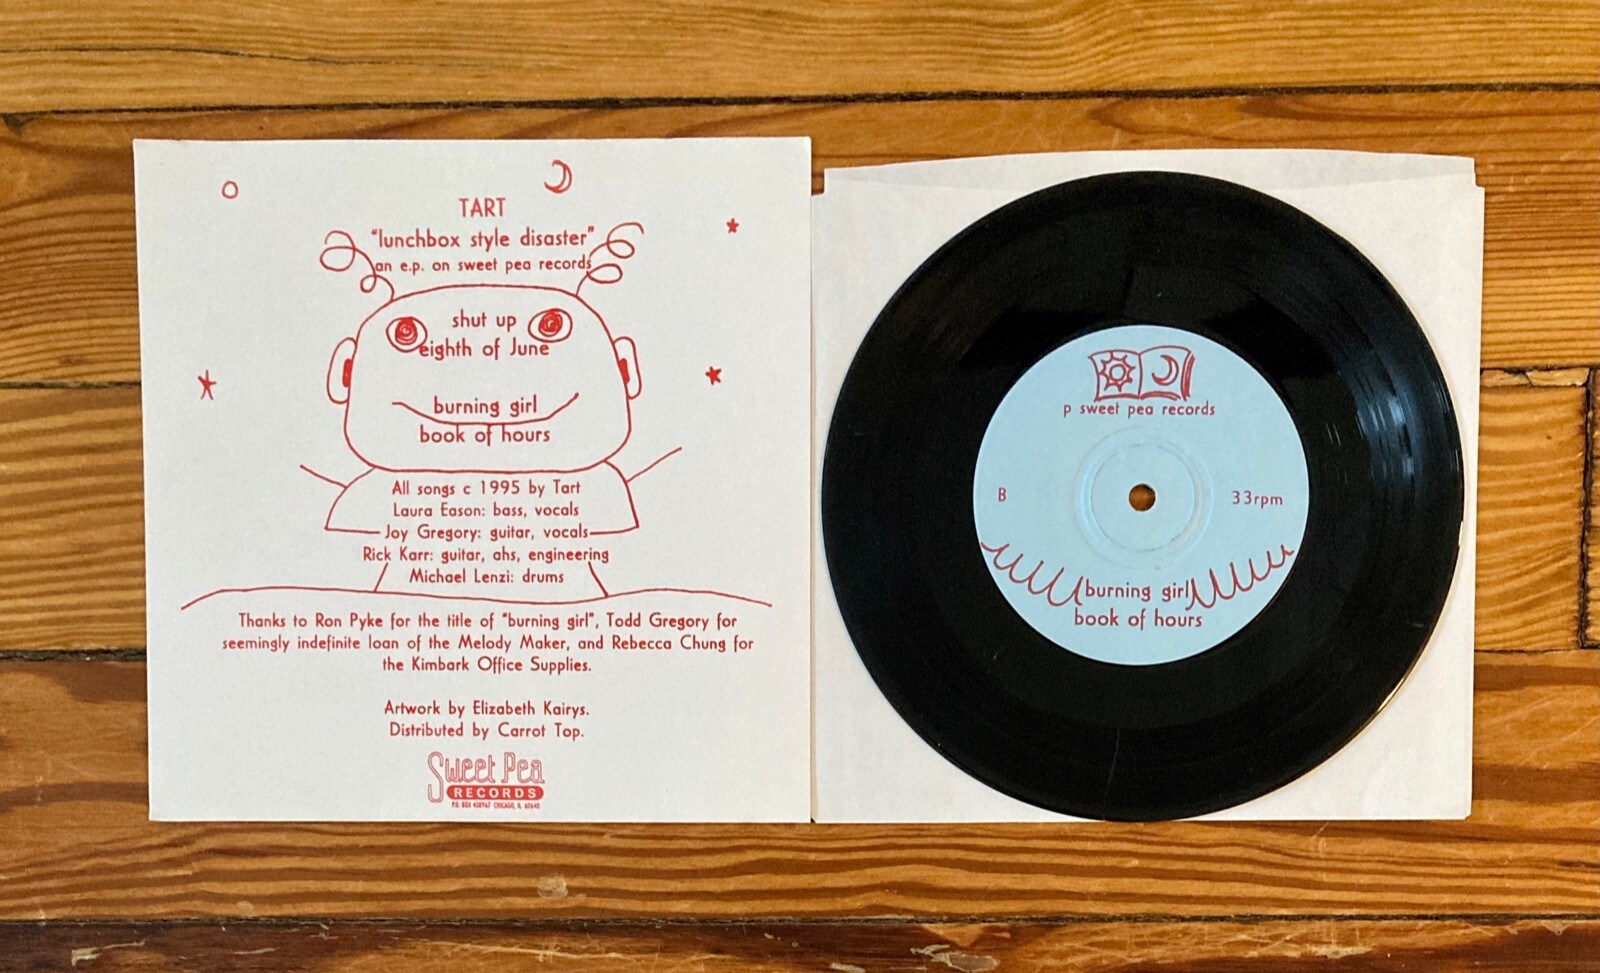 TART
"lunchbox style disaster"
an e.p. on sweet pea records
shut up
eighth of June
burning girl
book of hours
All songs c 1995 by Tart
Laura Eason: bass, vocals
Joy Gregory: guitar, vocals
Rick Karr: guitar, ahs, engineering
Michael Lenzi: drums
Thanks to Ron Pyke for the title of "burning girl", Todd Gregory for
seemingly indefinite loan of the Melody Maker, and Rebecca Chung for
the Kimbark Office Supplies.
Artwork by Elizabeth Kairys.
Distributed by Carrot Top.
Sweet Pea
RECORDS
P.O. BOX CHICAGO, IL 60640
p sweet pea records
B
33rpm
burning girl
book of hours